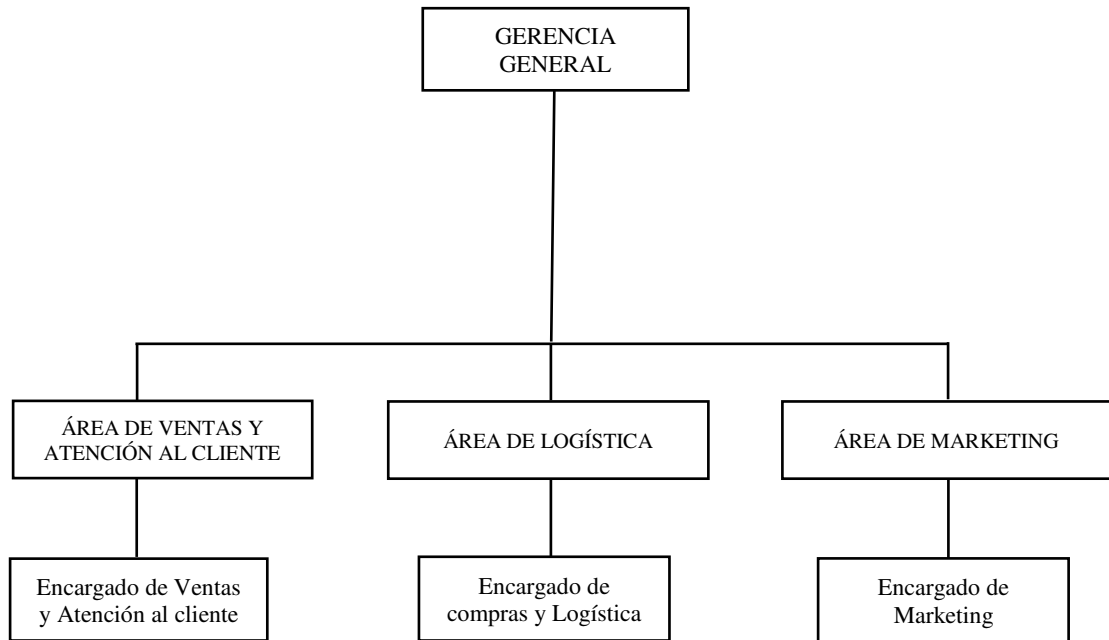 GERENCIA
GENERAL
ÁREA DE VENTAS Y
ATENCIÓN AL CLIENTE
ÁREA DE LOGÍSTICA
ÁREA DE MARKETING
Encargado de Ventas
y Atención al cliente
Encargado de
compras y Logística
Encargado de
Marketing